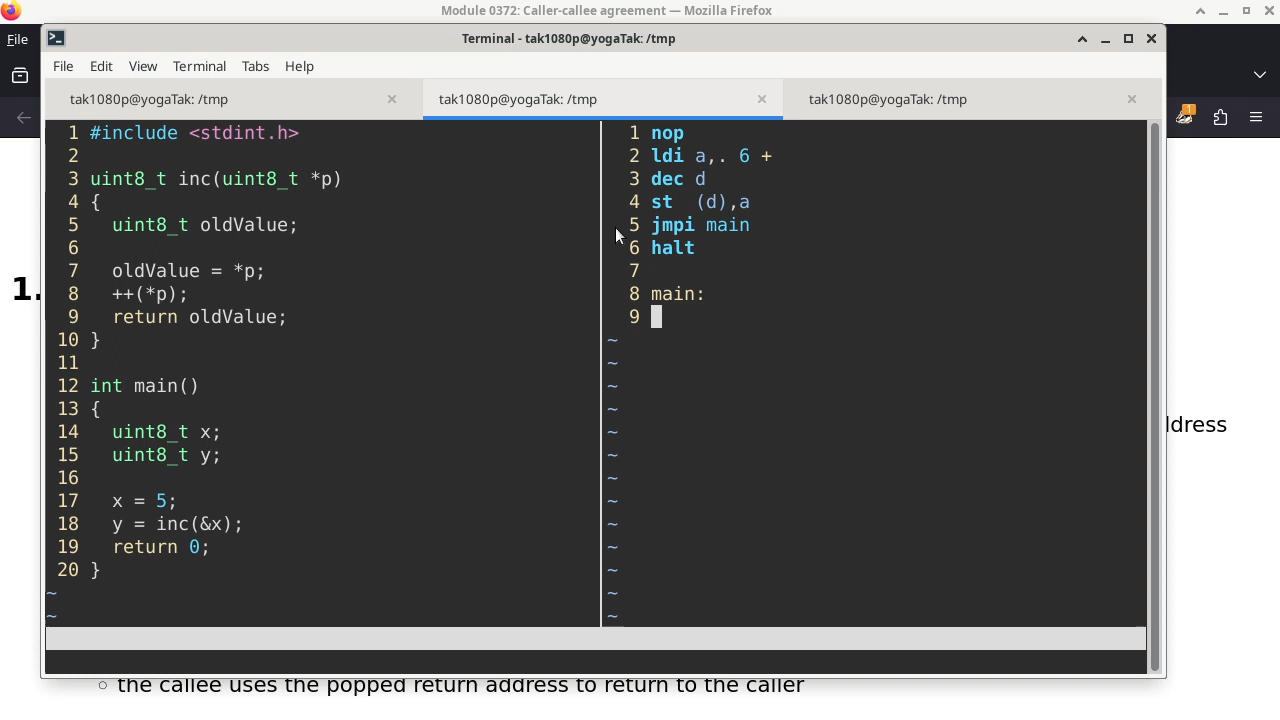 Module 0372: Caller-callee agreement — Mozilla Firefox
File
Terminal - tak1080p@yogaTak: /tmp
File Edit View Terminal Tabs Help
tak1080p@yogaTak: /tmp
tak1080p@yogaTak: /tmp
tak1080p@yogaTak: /tmp
1 #include <stdint.h>
2
3 uint8_t inc(uint8_t *p)
4 {
5   uint8_t oldValue;
6
7   oldValue = *p;
8   ++(*p);
9   return oldValue;
10 }
11
12 int main()
13 {
14   uint8_t x;
15   uint8_t y;
16
17   x = 5;
18   y = inc(&x);
19   return 0;
20 }
~
~
1 nop
2 ldi a,. 6 +
3 dec d
4 st  (d),a
5 jmpi main
6 halt
7
8 main:
9
~
~
~
~
~
~
~
~
~
~
~
~
~
1.
ddress
1
◦ the callee uses the popped return address to return to the caller